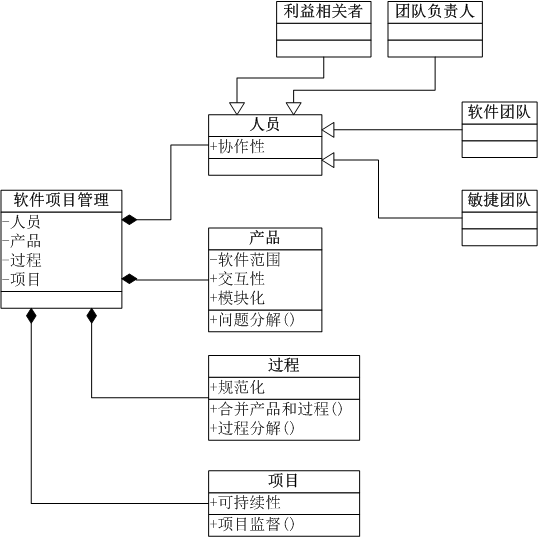 利益相关者
团队负责人
人员
+协作性
软件团队
敏捷团队
软件项目管理
-人员
-产品
-过程
-项目
产品
-软件范围
+交互性
+模块化
+问题分解()
过程
+规范化
+合并产品和过程()
+过程分解()
项目
+可持续性
+项目监督()